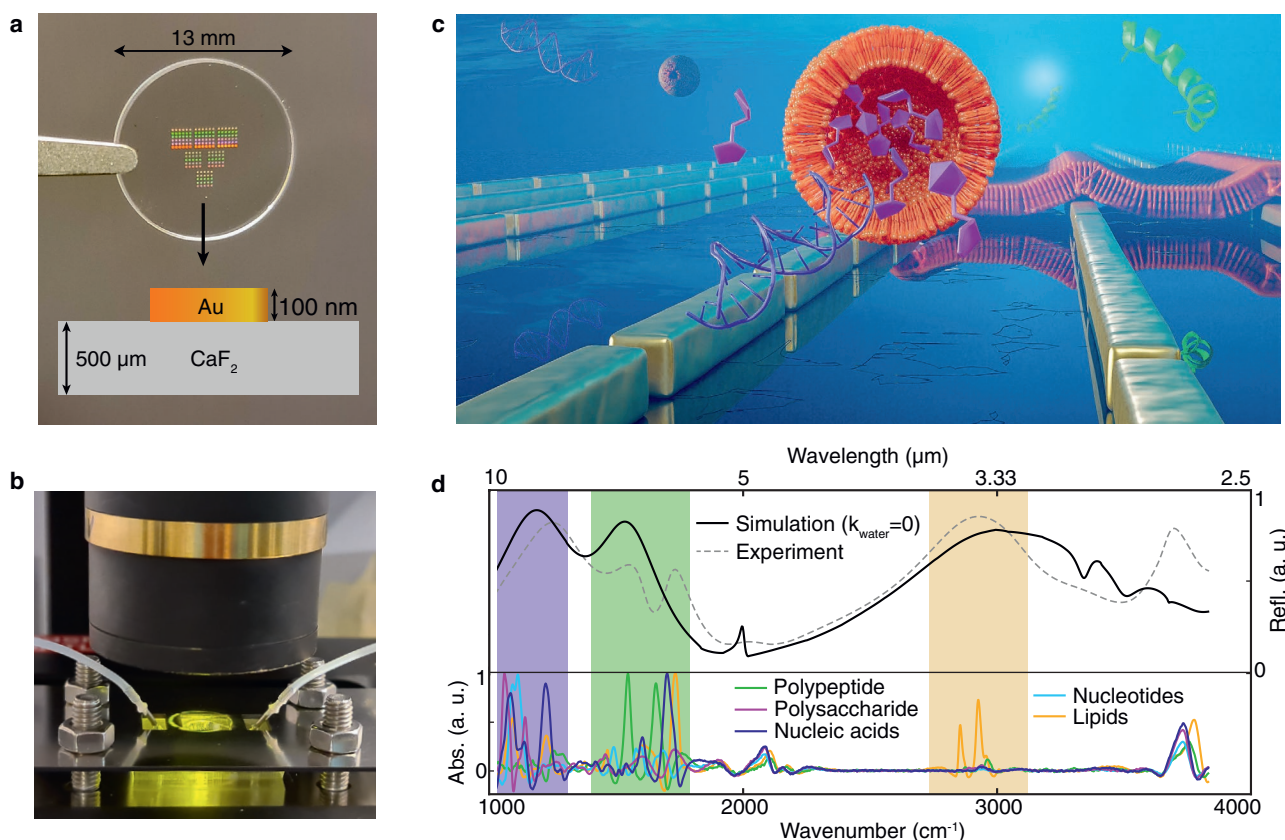 a
13 mm
Au
100 nm
500 µm
CaF2
b
c
d
Wavelength (µm)
10
5
3.33
2.5
Simulation (kwater=0)
Experiment
1
Refl. (a. u.)
0
Polypeptide
Polysaccharide
Nucleic acids
Nucleotides
Lipids
1
Abs. (a. u.)
0
1000
2000
3000
4000
Wavenumber (cm-1)